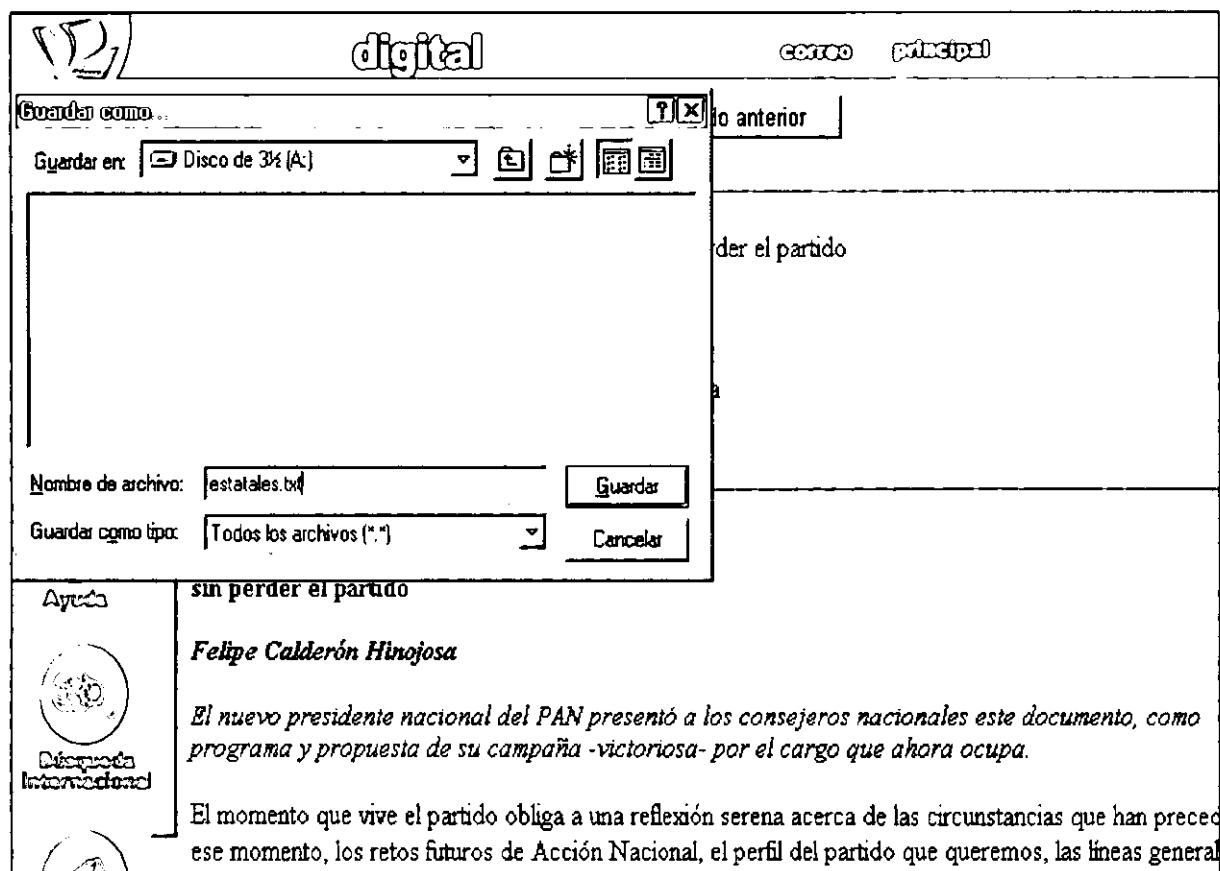 digital
correo principal
Guardar como...
lo anterior
Guardar en: Disco de 3½ (A:)
der el partido
a
Nombre de archivo: estatales.txt Guardar
Guardar como tipo: Todos los archivos (*.*) Cancelar
Ayuda
sin perder el partido
Felipe Calderón Hinojosa
El nuevo presidente nacional del PAN presentó a los consejeros nacionales este documento, como
programa y propuesta de su campaña -victoriosa- por el cargo que ahora ocupa.
Búsqueda
Internacional
El momento que vive el partido obliga a una reflexión serena acerca de las circunstancias que han preced
ese momento, los retos futuros de Acción Nacional, el perfil del partido que queremos, las líneas general